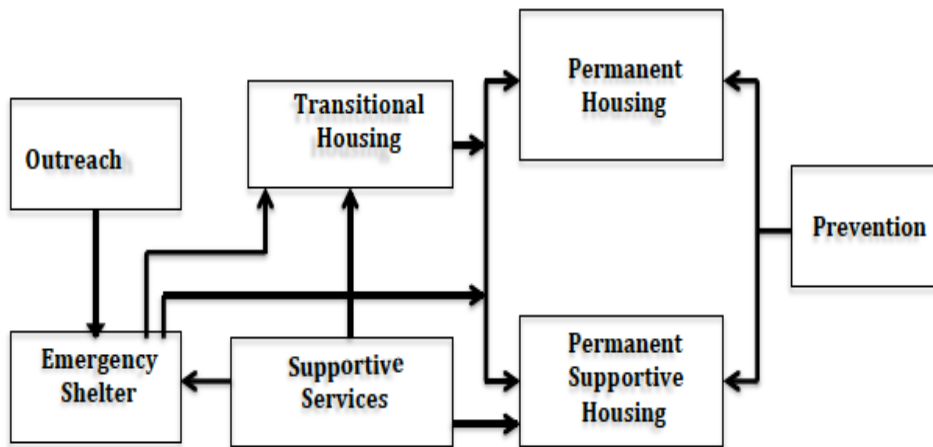 Outreach
Transitional
Housing
Permanent
Housing
Prevention
Emergency
Shelter
Supportive
Services
Permanent
Supportive
Housing